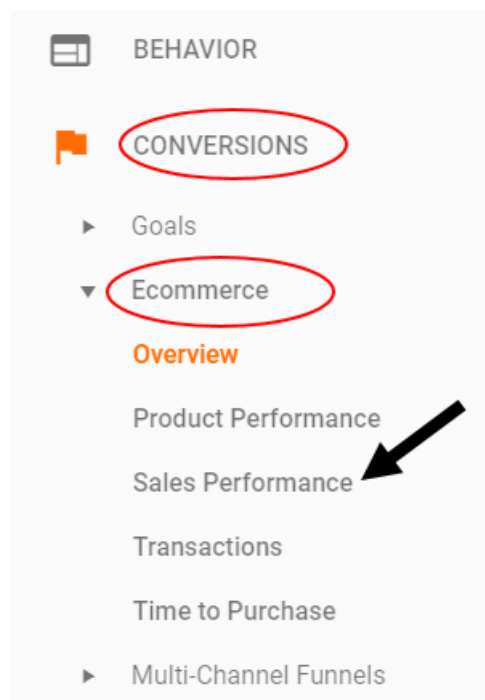 BEHAVIOR
CONVERSIONS
Goals
Ecommerce
Overview
Product Performance
Sales Performance
Transactions
Time to Purchase
Multi-Channel Funnels